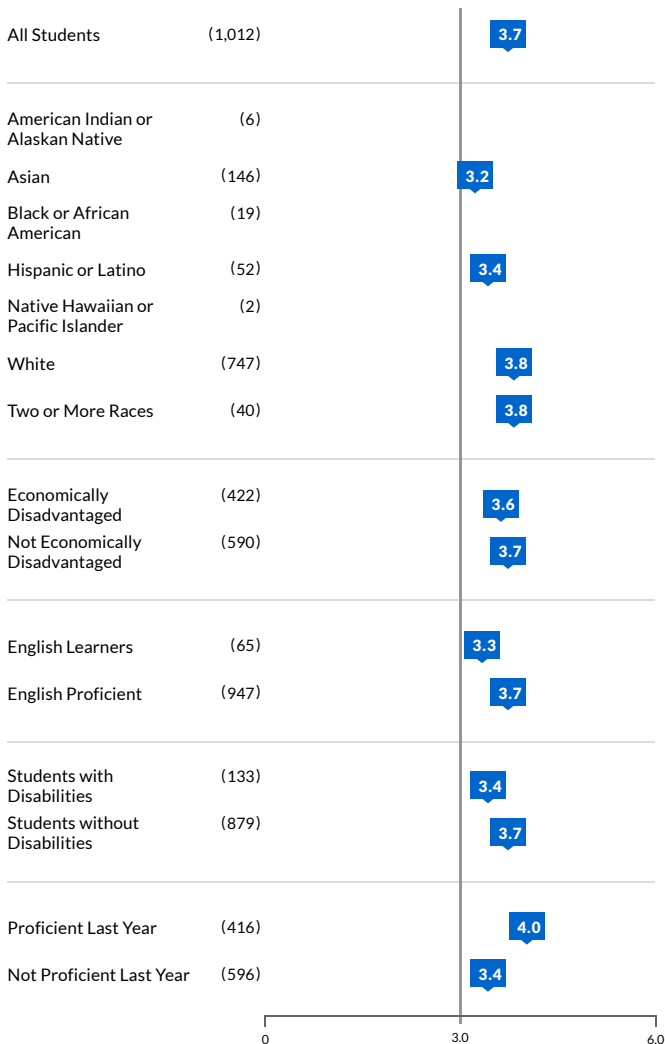 All Students (1,012) 3.7
American Indian or (6)
Alaskan Native
Asian (146) 3.2
Black or African (19)
American
Hispanic or Latino (52) 3.4
Native Hawaiian or (2)
Pacific Islander
White (747) 3.8
Two or More Races (40) 3.8
Economically (422) 3.6
Disadvantaged
Not Economically (590) 3.7
Disadvantaged
English Learners (65) 3.3
English Proficient (947) 3.7
Students with (133) 3.4
Disabilities
Students without (879) 3.7
Disabilities
Proficient Last Year (416) 4.0
Not Proficient Last Year (596) 3.4
0 3.0 6.0